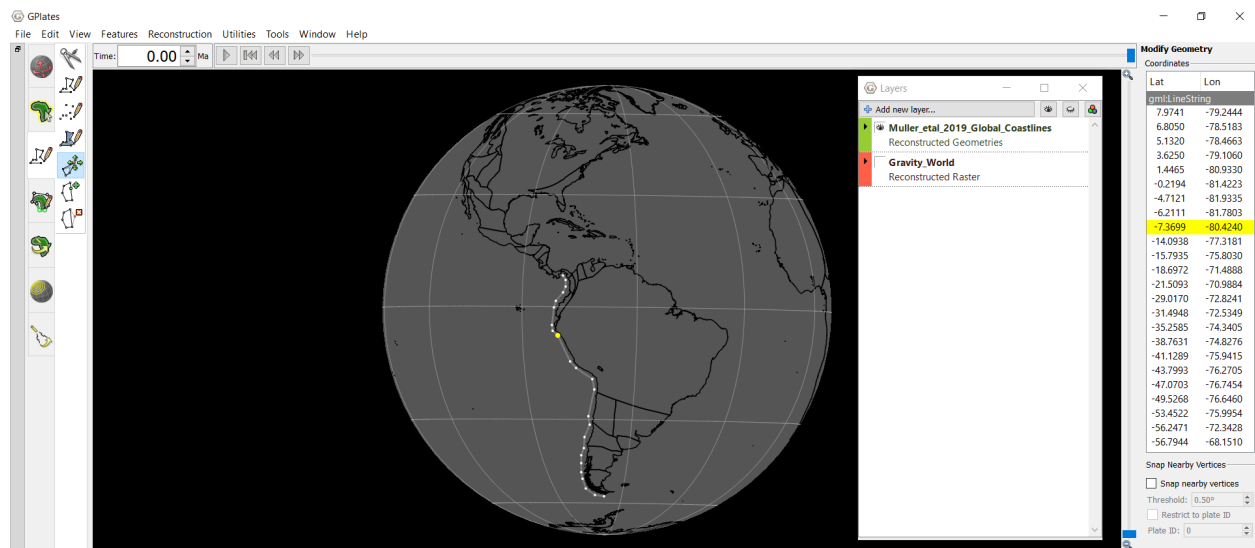 GPlates
File Edit View Features Reconstruction Utilities Tools Window Help
Time: 0.00 Ma
Modify Geometry
Coordinates
Lat Lon
gml:LineString
7.9741 -79.2444
6.8050 -78.5183
5.1320 -78.4663
3.6250 -79.1060
1.4465 -80.9330
-0.2194 -81.4223
-4.7121 -81.9335
-6.2111 -81.7803
-7.3699 -80.4240
-14.0938 -77.3181
-15.7935 -75.8030
-18.6972 -71.4888
-21.5093 -70.9884
-29.0170 -72.8241
-31.4948 -72.5349
-35.2585 -74.3405
-38.7631 -74.8276
-41.1289 -75.9415
-43.7993 -76.2705
-47.0703 -76.7454
-49.5268 -76.6460
-53.4522 -75.9954
-56.2471 -72.3428
-56.7944 -68.1510
Snap Nearby Vertices
Snap nearby vertices
Threshold: 0.50º
Restrict to plate ID
Plate ID: 0
Layers
Add new layer...
Muller_etal_2019_Global_Coastlines
Reconstructed Geometries
Gravity_World
Reconstructed Raster